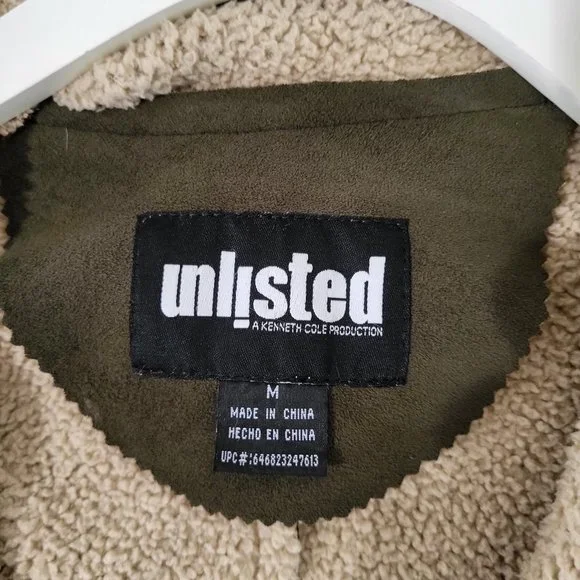 unlisted
A KENNETH COLE PRODUCTION
M
MADE IN CHINA
HECHO EN CHINA
UPC#:646823247613